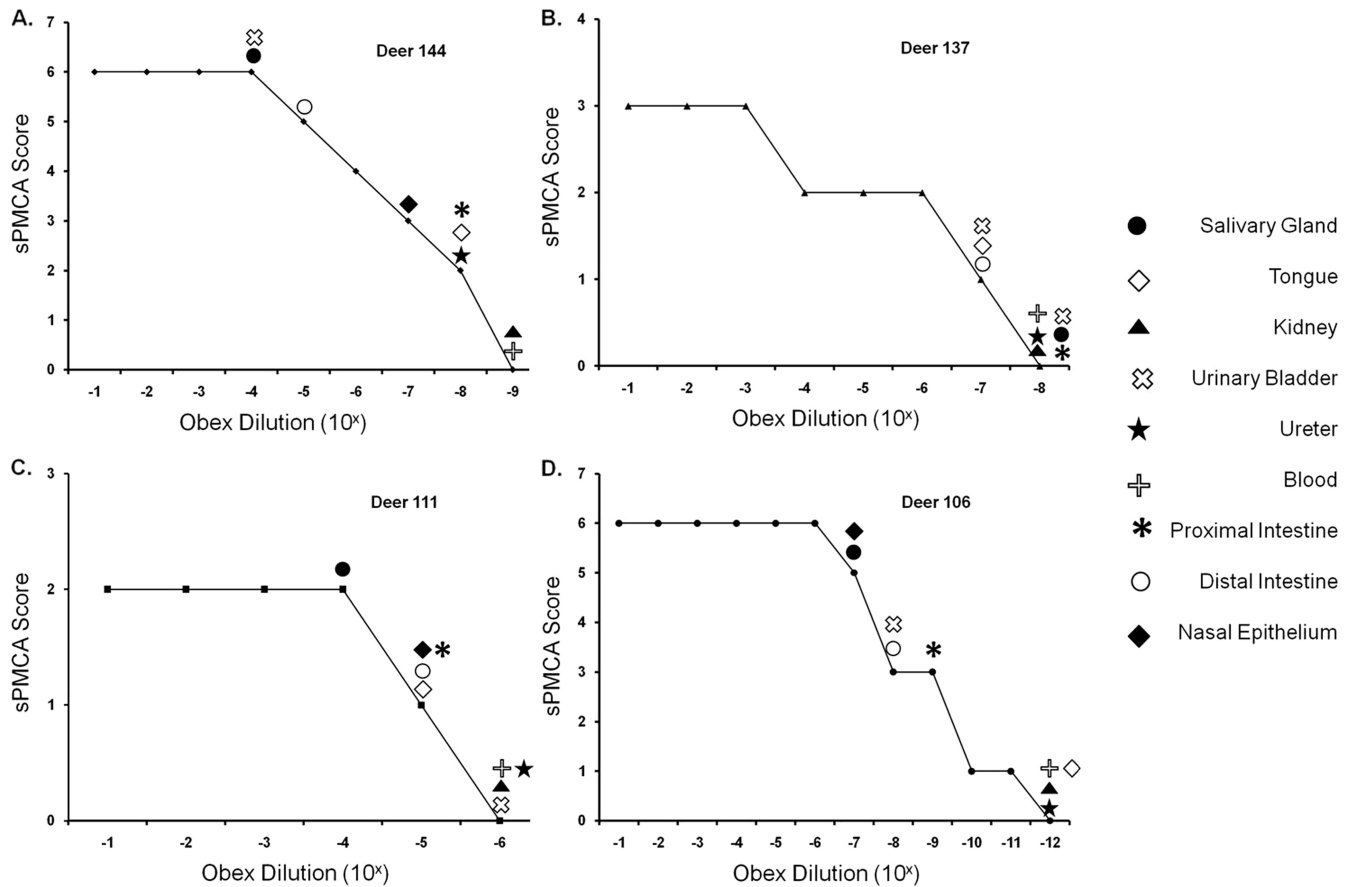 A.
Deer 144
7
6
5
4
3
2
1
0
sPMCA Score
-1 -2 -3 -4 -5 -6 -7 -8 -9
Obex Dilution (10ˣ)
B.
Deer 137
4
3
2
1
0
sPMCA Score
-1 -2 -3 -4 -5 -6 -7 -8
Obex Dilution (10ˣ)
C.
Deer 111
3
2
1
0
sPMCA Score
-1 -2 -3 -4 -5 -6
Obex Dilution (10ˣ)
D.
Deer 106
7
6
5
4
3
2
1
0
sPMCA Score
-1 -2 -3 -4 -5 -6 -7 -8 -9 -10 -11 -12
Obex Dilution (10ˣ)
Salivary Gland
Tongue
Kidney
Urinary Bladder
Ureter
Blood
Proximal Intestine
Distal Intestine
Nasal Epithelium